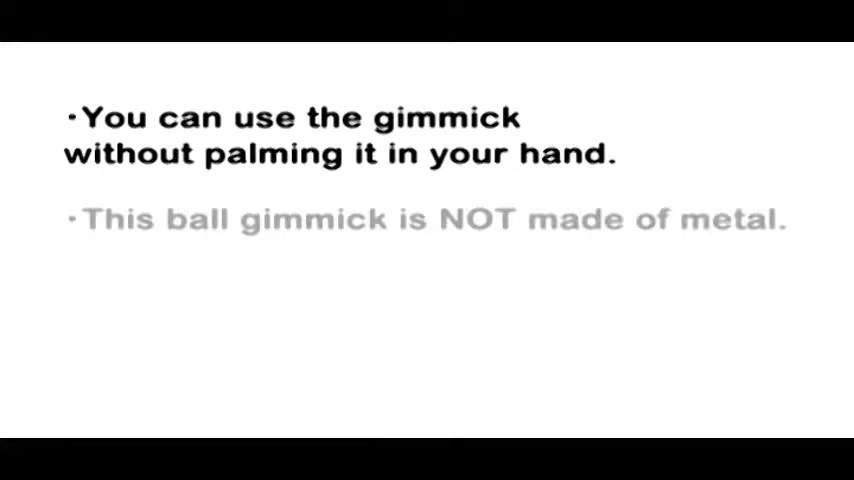 ·You can use the gimmick
without palming it in your hand.
·This ball gimmick is NOT made of metal.